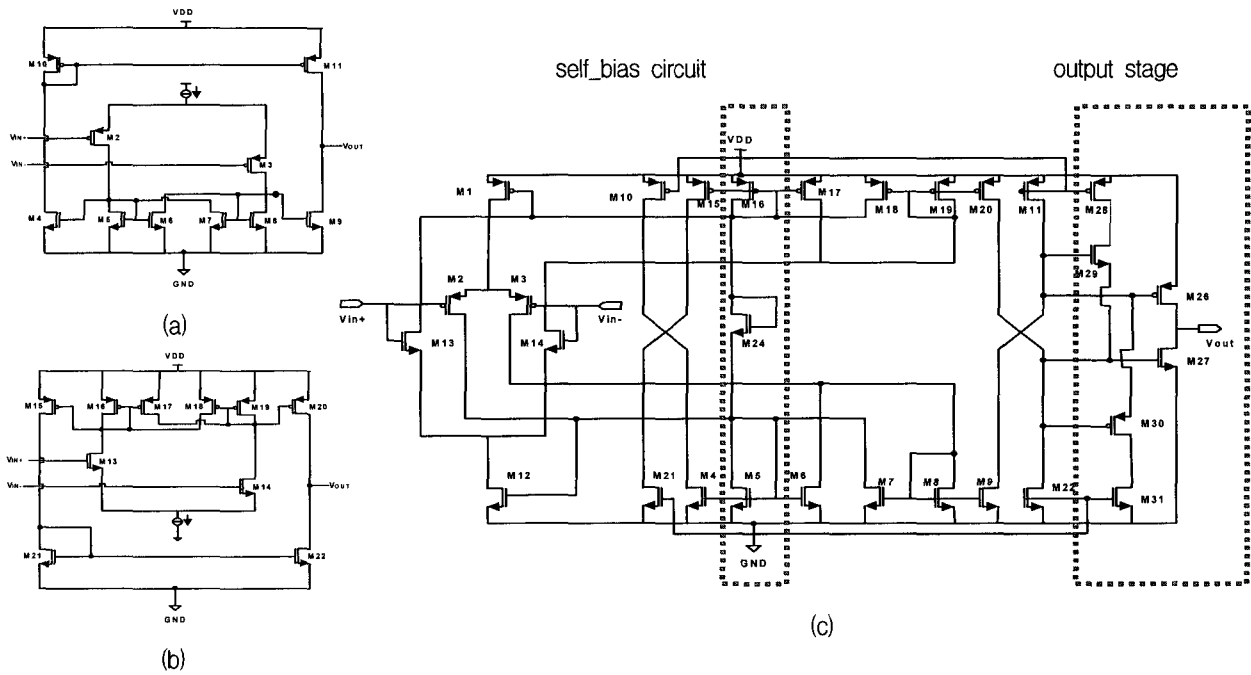 VDD
M10
M11
VIN+
M2
VIN-
M3
VOUT
M4
M5
M6
M7
M8
M9
GND
(a)
VDD
M15
M16
M17
M18
M19
M20
VIN+
M13
VIN-
M14
VOUT
M21
M22
GND
(b)
self_bias circuit
output stage
VDD
M1
M10
M15
M16
M17
M18
M19
M20
M11
M28
M29
M2
M3
Vin+
Vin-
M13
M14
M24
M26
Vout
M27
M30
M12
M21
M4
M5
M6
M7
M8
M9
M22
M31
GND
(c)